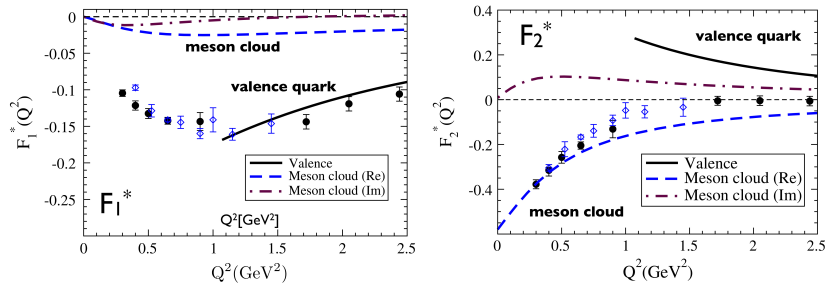 0
-0.05
-0.1
-0.15
-0.2
-0.25
F₁* (Q²)
meson cloud
valence quark
Valence
Meson cloud (Re)
Meson cloud (Im)
F₁*
Q²[GeV²]
0 0.5 1 1.5 2 2.5
Q²(GeV²)
0.4
0.2
0
-0.2
-0.4
-0.6
F₂* (Q²)
F₂*
valence quark
Valence
Meson cloud (Re)
Meson cloud (Im)
meson cloud
0 0.5 1 1.5 2 2.5
Q²(GeV²)